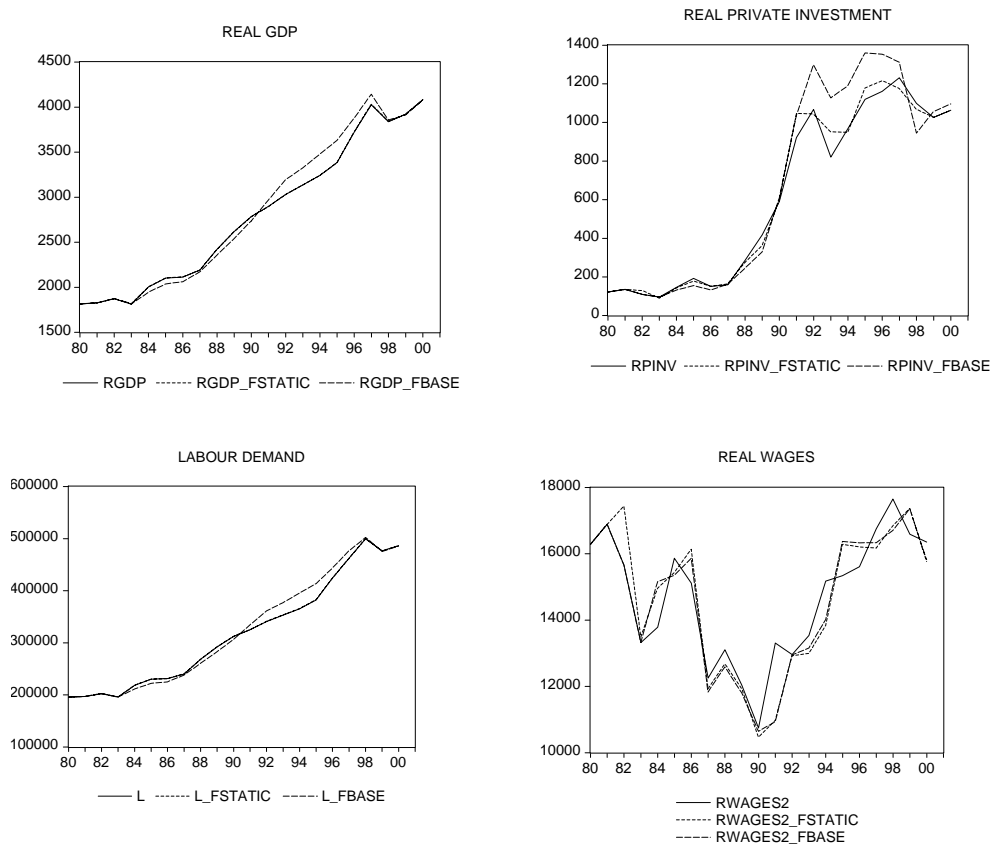 REAL GDP
4500
4000
3500
3000
2500
2000
1500
80 82 84 86 88 90 92 94 96 98 00
RGDP RGDP_FSTATIC RGDP_FBASE
REAL PRIVATE INVESTMENT
1400
1200
1000
800
600
400
200
0
80 82 84 86 88 90 92 94 96 98 00
RPINV RPINV_FSTATIC RPINV_FBASE
LABOUR DEMAND
600000
500000
400000
300000
200000
100000
80 82 84 86 88 90 92 94 96 98 00
L L_FSTATIC L_FBASE
REAL WAGES
18000
16000
14000
12000
10000
80 82 84 86 88 90 92 94 96 98 00
RWAGES2
RWAGES2_FSTATIC
RWAGES2_FBASE